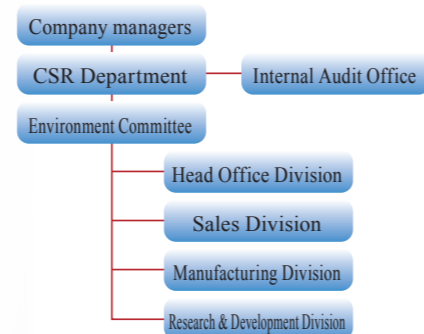 Company managers
CSR Department
Internal Audit Office
Environment Committee
Head Office Division
Sales Division
Manufacturing Division
Research & Development Division